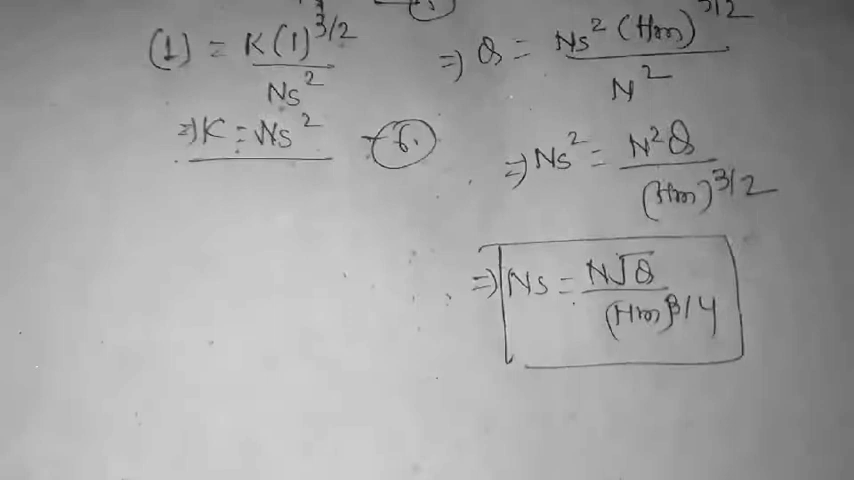 (1) = K(1)^3/2 / Ns^2
⇒ K = Ns^2 —6.
⇒ Q = Ns^2 (Hm)^3/2 / N^2
⇒ Ns^2 = N^2 Q / (Hm)^3/2
⇒ Ns = N√Q / (Hm)^3/4